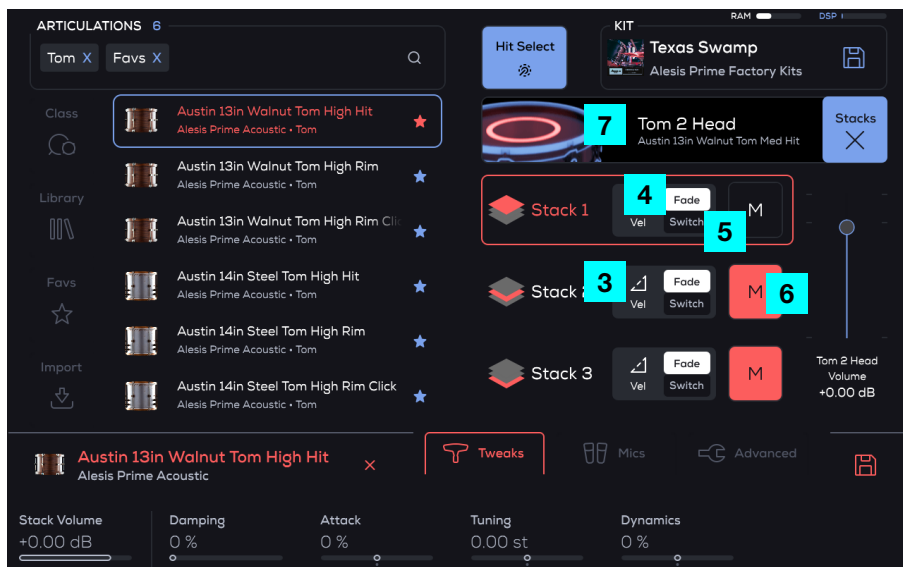 ARTICULATIONS 6
Tom X Favs X
Class
Library
Favs
Import
Austin 13in Walnut Tom High Hit
Alesis Prime Acoustic • Tom
Austin 13in Walnut Tom High Rim
Alesis Prime Acoustic • Tom
Austin 13in Walnut Tom High Rim Clic
Alesis Prime Acoustic • Tom
Austin 14in Steel Tom High Hit
Alesis Prime Acoustic • Tom
Austin 14in Steel Tom High Rim
Alesis Prime Acoustic • Tom
Austin 14in Steel Tom High Rim Click
Alesis Prime Acoustic • Tom
RAM DSP
Hit Select
KIT
Texas Swamp
Alesis Prime Factory Kits
7
Tom 2 Head
Austin 13in Walnut Tom Med Hit
Stacks
X
Stack 1
4
Vel
Fade
Switch
5
M
Stack
3
Vel
Fade
Switch
M
6
Stack 3
Vel
Fade
Switch
M
Tom 2 Head
Volume
+0.00 dB
Austin 13in Walnut Tom High Hit ×
Alesis Prime Acoustic
Tweaks
Mics
Advanced
Stack Volume
+0.00 dB
Damping
0 %
Attack
0 %
Tuning
0.00 st
Dynamics
0 %